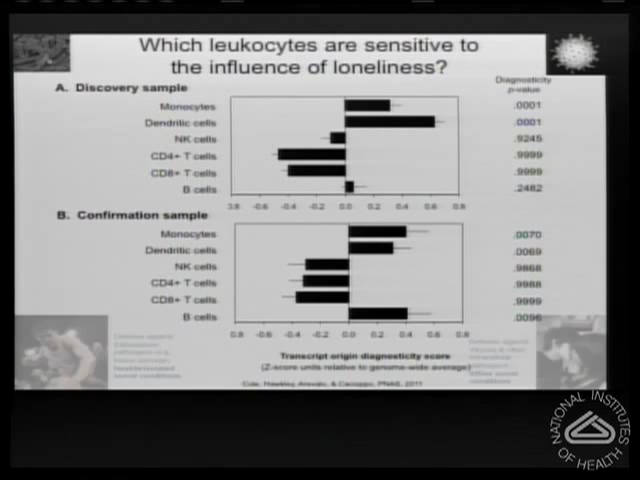 Which leukocytes are sensitive to
the influence of loneliness?
Diagnosticity
p-value
A. Discovery sample
Monocytes .0001
Dendritic cells .0001
NK cells .9245
CD4+ T cells .9999
CD8+ T cells .9999
B cells .2482
-0.6 -0.4 -0.2 0.0 0.2 0.4 0.6 0.8
B. Confirmation sample
Monocytes .0070
Dendritic cells .0069
NK cells .9868
CD4+ T cells .9988
CD8+ T cells .9999
B cells .0096
0.8 -0.6 -0.4 -0.2 0.0 0.2 0.4 0.6 0.8
Transcript origin diagnosticity score
(Z-score units relative to genome-wide average)
Cole, Hawkley, Arevalo, & Cacioppo, PNAS, 2011
NATIONAL INSTITUTES
OF HEALTH